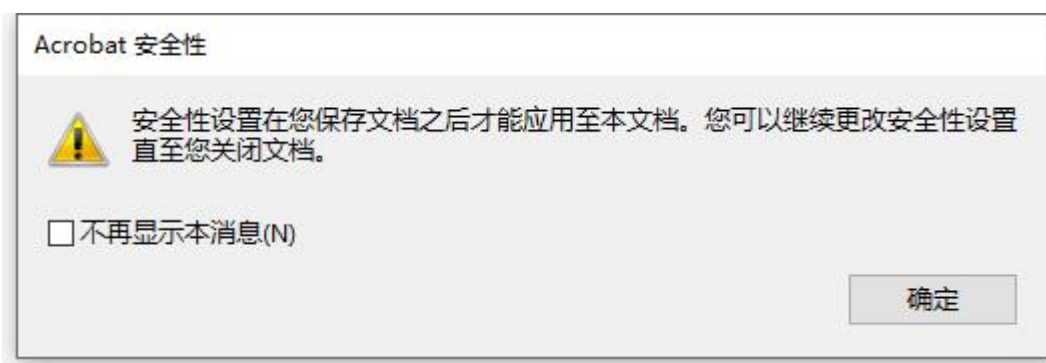 Acrobat 安全性
安全性设置在您保存文档之后才能应用至本文档。您可以继续更改安全性设置
直至您关闭文档。
不再显示本消息(N)
确定